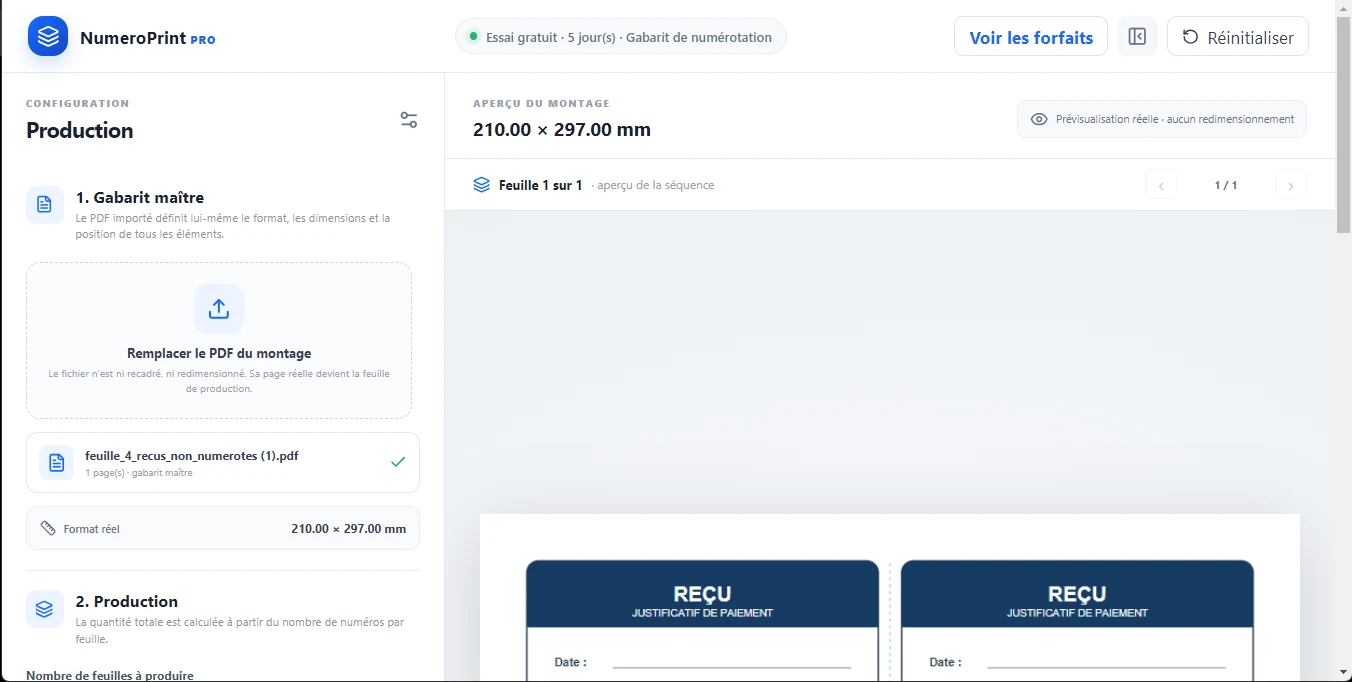 NumeroPrint PRO
Essai gratuit · 5 jour(s) · Gabarit de numérotation
Voir les forfaits
Réinitialiser
CONFIGURATION
Production
1. Gabarit maître
Le PDF importé définit lui-même le format, les dimensions et la
position de tous les éléments.
Remplacer le PDF du montage
Le fichier n'est ni recadré, ni redimensionné. Sa page réelle devient la feuille
de production.
feuille_4_recus_non_numerotes (1).pdf
1 page(s) · gabarit maître
Format réel
210.00 × 297.00 mm
2. Production
La quantité totale est calculée à partir du nombre de numéros par
feuille.
Nombre de feuilles à produire
APERÇU DU MONTAGE
210.00 × 297.00 mm
Prévisualisation réelle · aucun redimensionnement
Feuille 1 sur 1 · aperçu de la séquence
1 / 1
REÇU
JUSTIFICATIF DE PAIEMENT
Date :
REÇU
JUSTIFICATIF DE PAIEMENT
Date :